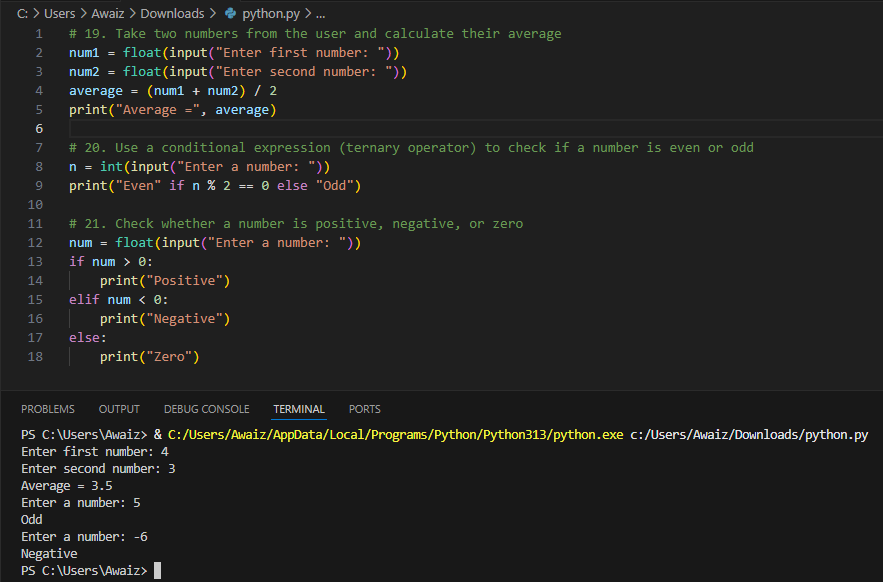 C: > Users > Awaiz > Downloads > python.py > ...
1 # 19. Take two numbers from the user and calculate their average
2 num1 = float(input("Enter first number: "))
3 num2 = float(input("Enter second number: "))
4 average = (num1 + num2) / 2
5 print("Average =", average)
6
7 # 20. Use a conditional expression (ternary operator) to check if a number is even or odd
8 n = int(input("Enter a number: "))
9 print("Even" if n % 2 == 0 else "Odd")
10
11 # 21. Check whether a number is positive, negative, or zero
12 num = float(input("Enter a number: "))
13 if num > 0:
14     print("Positive")
15 elif num < 0:
16     print("Negative")
17 else:
18     print("Zero")
PROBLEMS OUTPUT DEBUG CONSOLE TERMINAL PORTS
PS C:\Users\Awaiz> & C:/Users/Awaiz/AppData/Local/Programs/Python/Python313/python.exe c:/Users/Awaiz/Downloads/python.py
Enter first number: 4
Enter second number: 3
Average = 3.5
Enter a number: 5
Odd
Enter a number: -6
Negative
PS C:\Users\Awaiz>